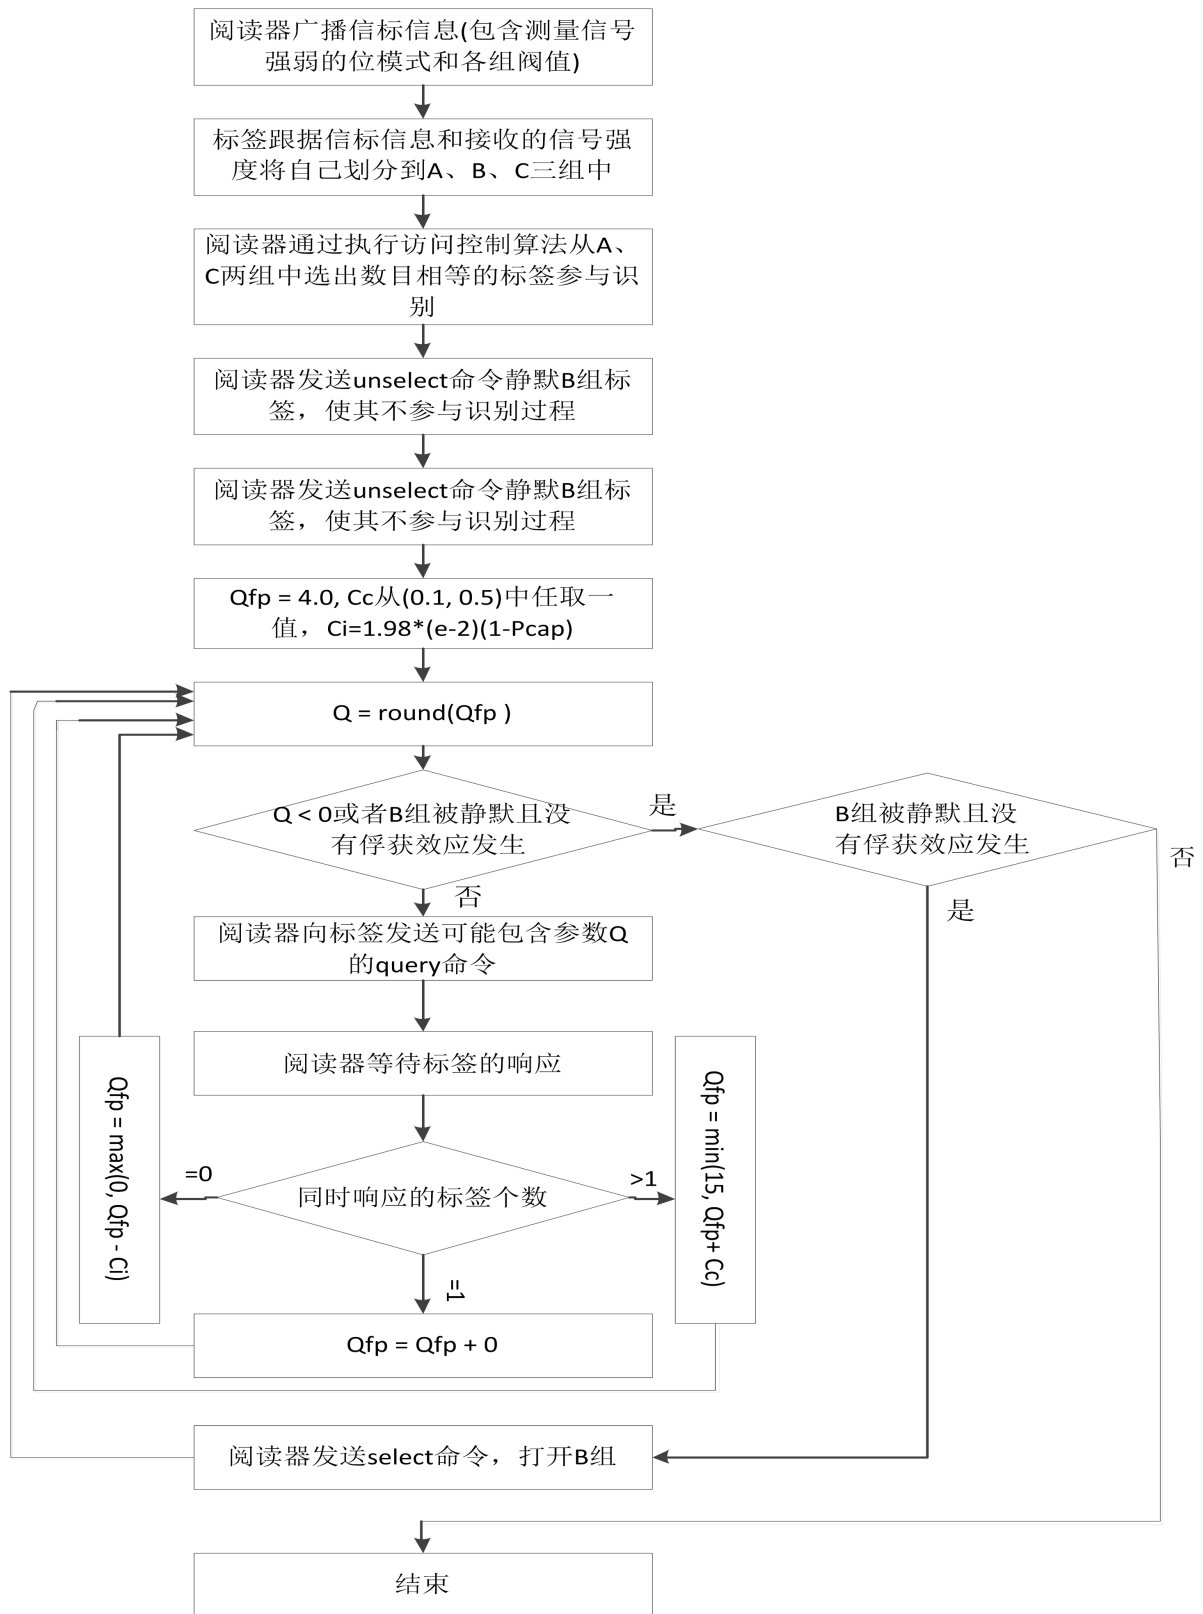 阅读器广播信标信息(包含测量信号
强弱的位模式和各组阀值)
标签跟据信标信息和接收的信号强
度将自己划分到A、B、C三组中
阅读器通过执行访问控制算法从A、
C两组中选出数目相等的标签参与识
别
阅读器发送unselect命令静默B组标
签，使其不参与识别过程
阅读器发送unselect命令静默B组标
签，使其不参与识别过程
Qfp = 4.0, Cc从(0.1, 0.5)中任取一
值，Ci=1.98*(e-2)(1-Pcap)
Q = round(Qfp )
Q < 0或者B组被静默且没
有俘获效应发生
是
B组被静默且没
有俘获效应发生
否
否
是
阅读器向标签发送可能包含参数Q
的query命令
阅读器等待标签的响应
Qfp = max(0, Qfp - Ci)
=0
同时响应的标签个数
>1
Qfp = min(15, Qfp+ Cc)
=1
Qfp = Qfp + 0
阅读器发送select命令，打开B组
结束